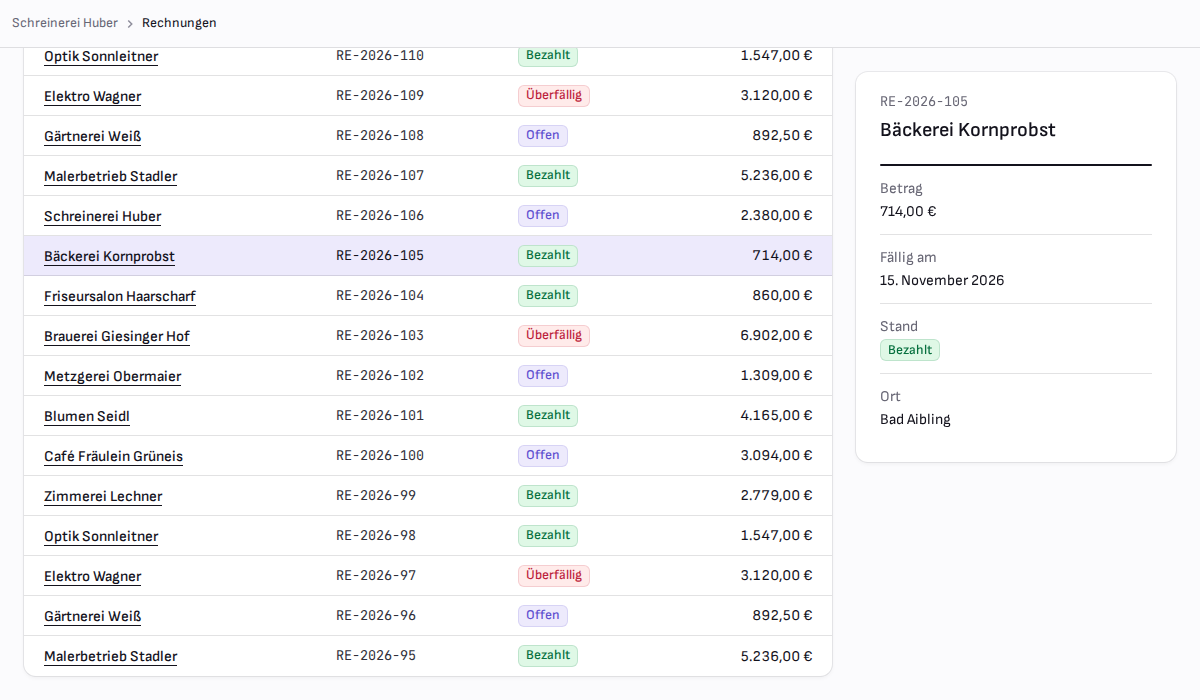 Schreinerei Huber > Rechnungen
Optik Sonnleitner RE-2026-110 Bezahlt 1.547,00 €
Elektro Wagner RE-2026-109 Überfällig 3.120,00 €
Gärtnerei Weiß RE-2026-108 Offen 892,50 €
Malerbetrieb Stadler RE-2026-107 Bezahlt 5.236,00 €
Schreinerei Huber RE-2026-106 Offen 2.380,00 €
Bäckerei Kornprobst RE-2026-105 Bezahlt 714,00 €
Friseursalon Haarscharf RE-2026-104 Bezahlt 860,00 €
Brauerei Giesinger Hof RE-2026-103 Überfällig 6.902,00 €
Metzgerei Obermaier RE-2026-102 Offen 1.309,00 €
Blumen Seidl RE-2026-101 Bezahlt 4.165,00 €
Café Fräulein Grüneis RE-2026-100 Offen 3.094,00 €
Zimmerei Lechner RE-2026-99 Bezahlt 2.779,00 €
Optik Sonnleitner RE-2026-98 Bezahlt 1.547,00 €
Elektro Wagner RE-2026-97 Überfällig 3.120,00 €
Gärtnerei Weiß RE-2026-96 Offen 892,50 €
Malerbetrieb Stadler RE-2026-95 Bezahlt 5.236,00 €
RE-2026-105
Bäckerei Kornprobst
Betrag
714,00 €
Fällig am
15. November 2026
Stand
Bezahlt
Ort
Bad Aibling